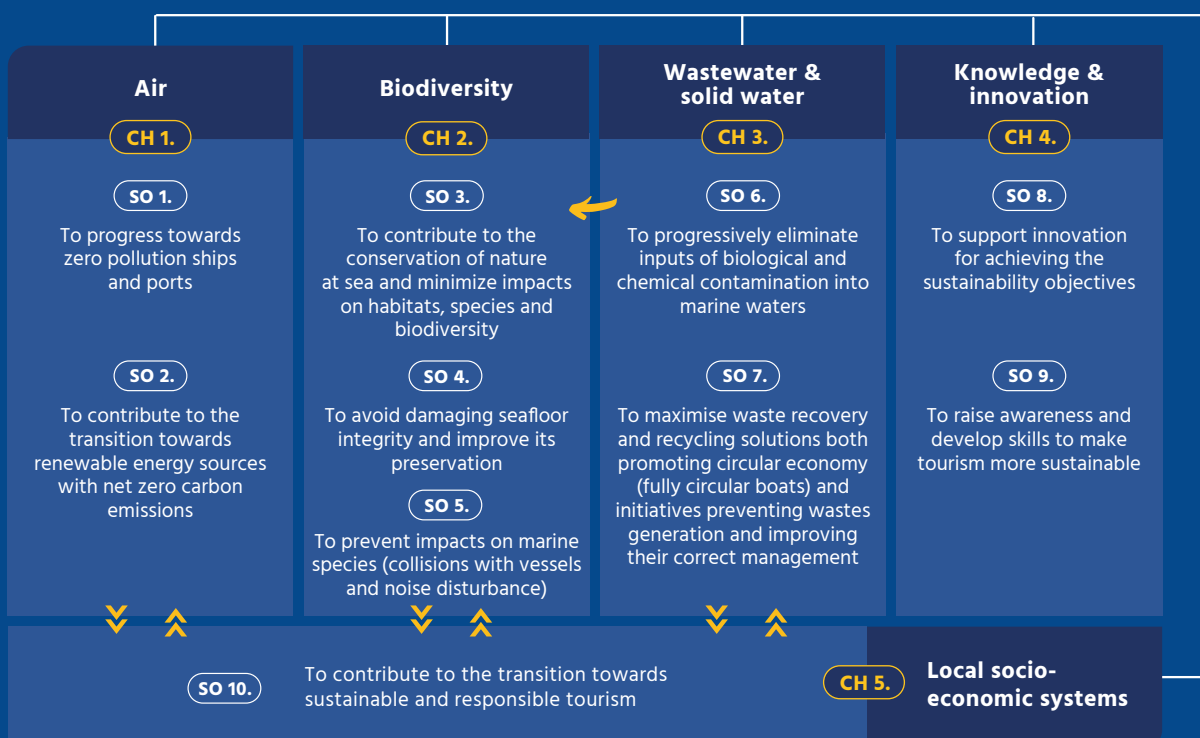 Air
CH 1.
SO 1.
To progress towards
zero pollution ships
and ports
SO 2.
To contribute to the
transition towards
renewable energy sources
with net zero carbon
emissions
Biodiversity
CH 2.
SO 3.
To contribute to the
conservation of nature
at sea and minimize impacts
on habitats, species and
biodiversity
SO 4.
To avoid damaging seafloor
integrity and improve its
preservation
SO 5.
To prevent impacts on marine
species (collisions with vessels
and noise disturbance)
Wastewater &
solid water
CH 3.
SO 6.
To progressively eliminate
inputs of biological and
chemical contamination into
marine waters
SO 7.
To maximise waste recovery
and recycling solutions both
promoting circular economy
(fully circular boats) and
initiatives preventing wastes
generation and improving
their correct management
Knowledge &
innovation
CH 4.
SO 8.
To support innovation
for achieving the
sustainability objectives
SO 9.
To raise awareness and
develop skills to make
tourism more sustainable
SO 10.
To contribute to the transition towards
sustainable and responsible tourism
CH 5.
Local socio-
economic systems